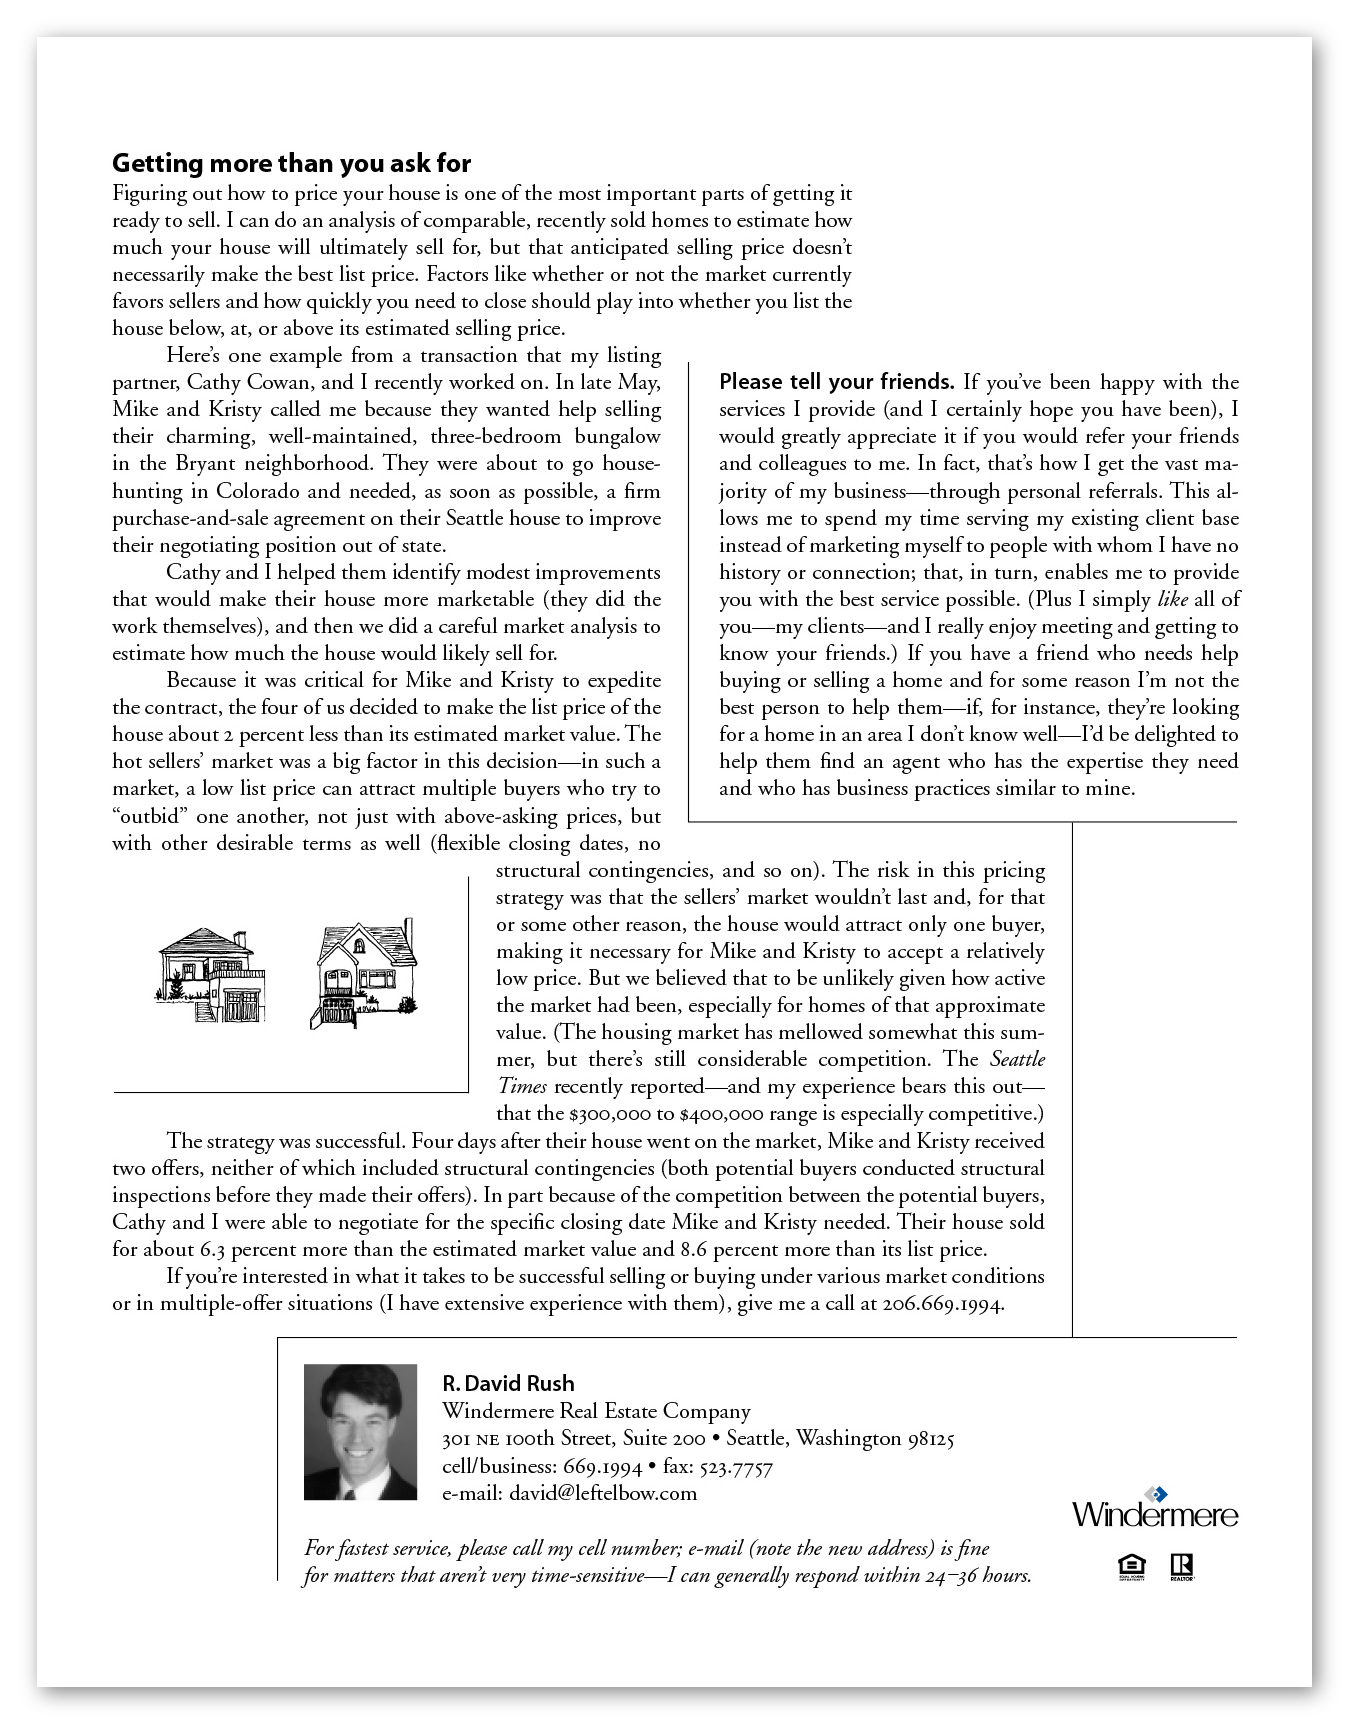 Getting more than you ask for
Figuring out how to price your house is one of the most important parts of getting it
ready to sell. I can do an analysis of comparable, recently sold homes to estimate how
much your house will ultimately sell for, but that anticipated selling price doesn’t
necessarily make the best list price. Factors like whether or not the market currently
favors sellers and how quickly you need to close should play into whether you list the
house below, at, or above its estimated selling price.
Here’s one example from a transaction that my listing
partner, Cathy Cowan, and I recently worked on. In late May,
Mike and Kristy called me because they wanted help selling
their charming, well-maintained, three-bedroom bungalow
in the Bryant neighborhood. They were about to go house-
hunting in Colorado and needed, as soon as possible, a firm
purchase-and-sale agreement on their Seattle house to improve
their negotiating position out of state.
Cathy and I helped them identify modest improvements
that would make their house more marketable (they did the
work themselves), and then we did a careful market analysis to
estimate how much the house would likely sell for.
Because it was critical for Mike and Kristy to expedite
the contract, the four of us decided to make the list price of the
house about 2 percent less than its estimated market value. The
hot sellers’ market was a big factor in this decision—in such a
market, a low list price can attract multiple buyers who try to
“outbid” one another, not just with above-asking prices, but
with other desirable terms as well (flexible closing dates, no
structural contingencies, and so on). The risk in this pricing
strategy was that the sellers’ market wouldn’t last and, for that
or some other reason, the house would attract only one buyer,
making it necessary for Mike and Kristy to accept a relatively
low price. But we believed that to be unlikely given how active
the market had been, especially for homes of that approximate
value. (The housing market has mellowed somewhat this sum-
mer, but there’s still considerable competition. The Seattle
Times recently reported—and my experience bears this out—
that the $300,000 to $400,000 range is especially competitive.)
The strategy was successful. Four days after their house went on the market, Mike and Kristy received
two offers, neither of which included structural contingencies (both potential buyers conducted structural
inspections before they made their offers). In part because of the competition between the potential buyers,
Cathy and I were able to negotiate for the specific closing date Mike and Kristy needed. Their house sold
for about 6.3 percent more than the estimated market value and 8.6 percent more than its list price.
If you’re interested in what it takes to be successful selling or buying under various market conditions
or in multiple-offer situations (I have extensive experience with them), give me a call at 206.669.1994.
Please tell your friends. If you’ve been happy with the
services I provide (and I certainly hope you have been), I
would greatly appreciate it if you would refer your friends
and colleagues to me. In fact, that’s how I get the vast ma-
jority of my business—through personal referrals. This al-
lows me to spend my time serving my existing client base
instead of marketing myself to people with whom I have no
history or connection; that, in turn, enables me to provide
you with the best service possible. (Plus I simply like all of
you—my clients—and I really enjoy meeting and getting to
know your friends.) If you have a friend who needs help
buying or selling a home and for some reason I’m not the
best person to help them—if, for instance, they’re looking
for a home in an area I don’t know well—I’d be delighted to
help them find an agent who has the expertise they need
and who has business practices similar to mine.
R. David Rush
Windermere Real Estate Company
301 NE 100th Street, Suite 200 • Seattle, Washington 98125
cell/business: 669.1994 • fax: 523.7757
e-mail: david@leftelbow.com
For fastest service, please call my cell number; e-mail (note the new address) is fine
for matters that aren’t very time-sensitive—I can generally respond within 24–36 hours.
Windermere
EQUAL HOUSING
OPPORTUNITY
REALTOR